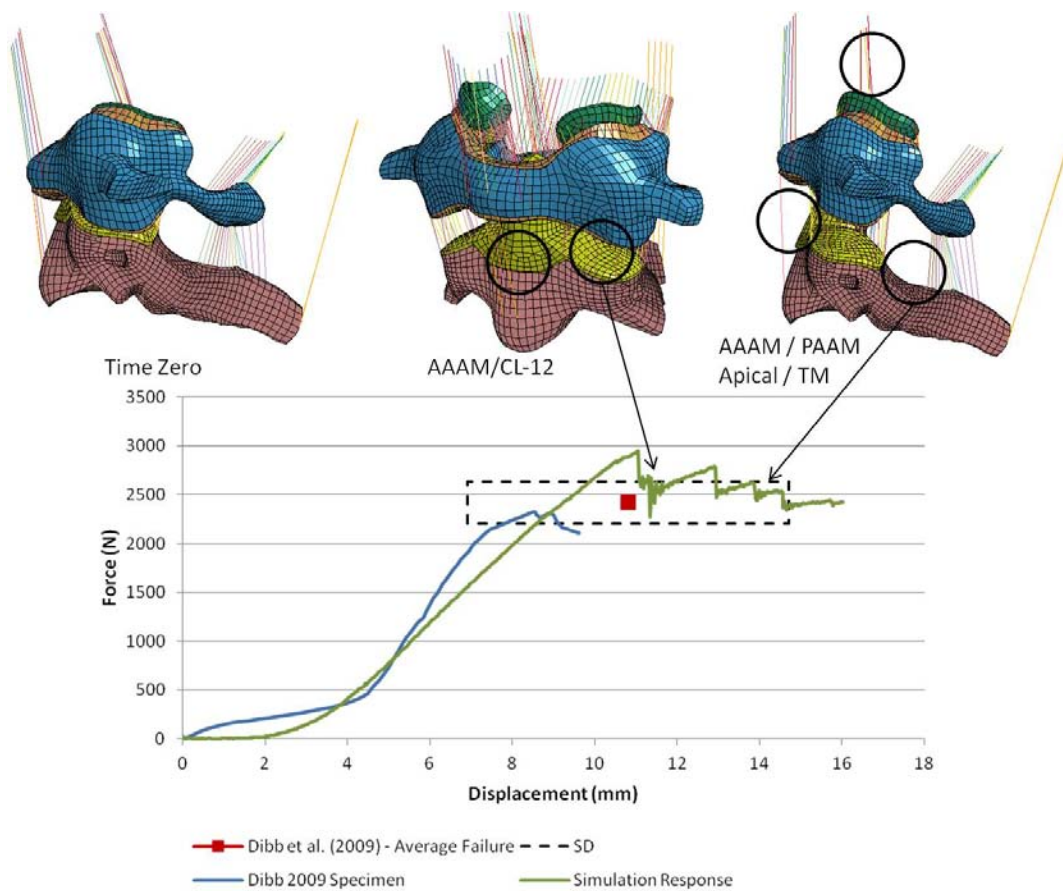 Time Zero
AAAM/CL-12
AAAM / PAAM
Apical / TM
3500
3000
2500
2000
1500
1000
500
0
Force (N)
0 2 4 6 8 10 12 14 16 18
Displacement (mm)
Dibb et al. (2009) - Average Failure
SD
Dibb 2009 Specimen
Simulation Response